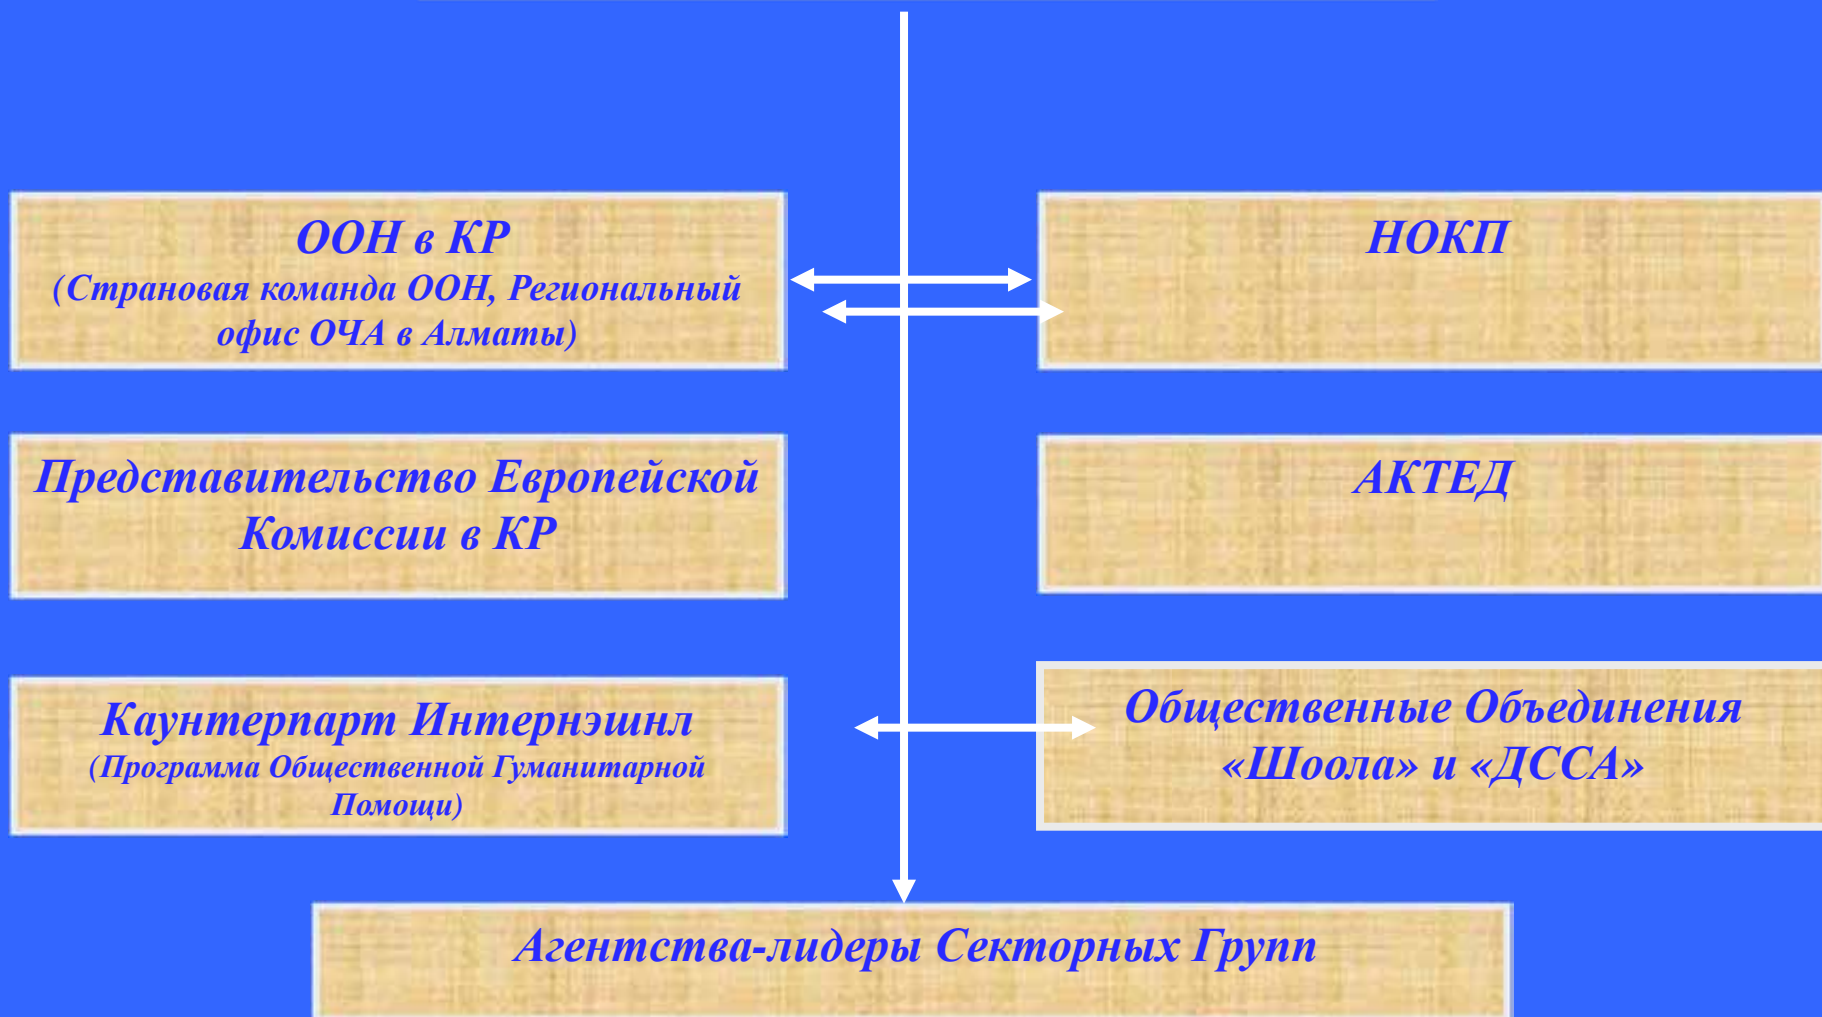 ООН в КР
(Страновая команда ООН, Региональный
офис ОЧА в Алматы)
НОКП
Представительство Европейской
Комиссии в КР
АКТЕД
Каунтерпарт Интернэшнл
(Программа Общественной Гуманитарной
Помощи)
Общественные Объединения
«Шоола» и «ДССА»
Агентства-лидеры Секторных Групп